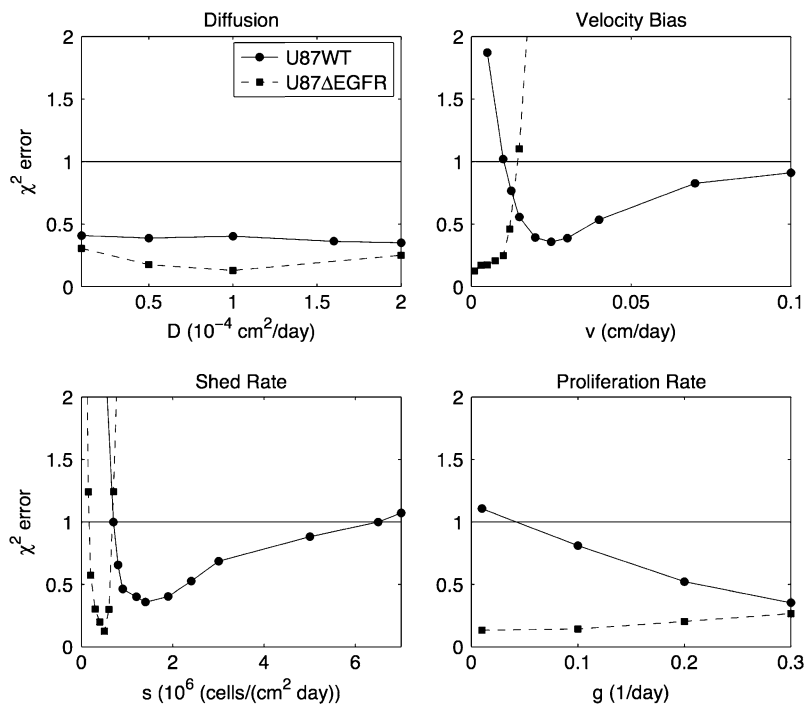 Diffusion
2
1.5
1
0.5
0
χ² error
U87WT
U87ΔEGFR
0.5
1
1.5
2
D (10⁻⁴ cm²/day)
Velocity Bias
2
1.5
1
0.5
0
0
0.05
0.1
v (cm/day)
Shed Rate
2
1.5
1
0.5
0
χ² error
0
2
4
6
s (10⁶ (cells/(cm² day))
Proliferation Rate
2
1.5
1
0.5
0
0
0.1
0.2
0.3
g (1/day)